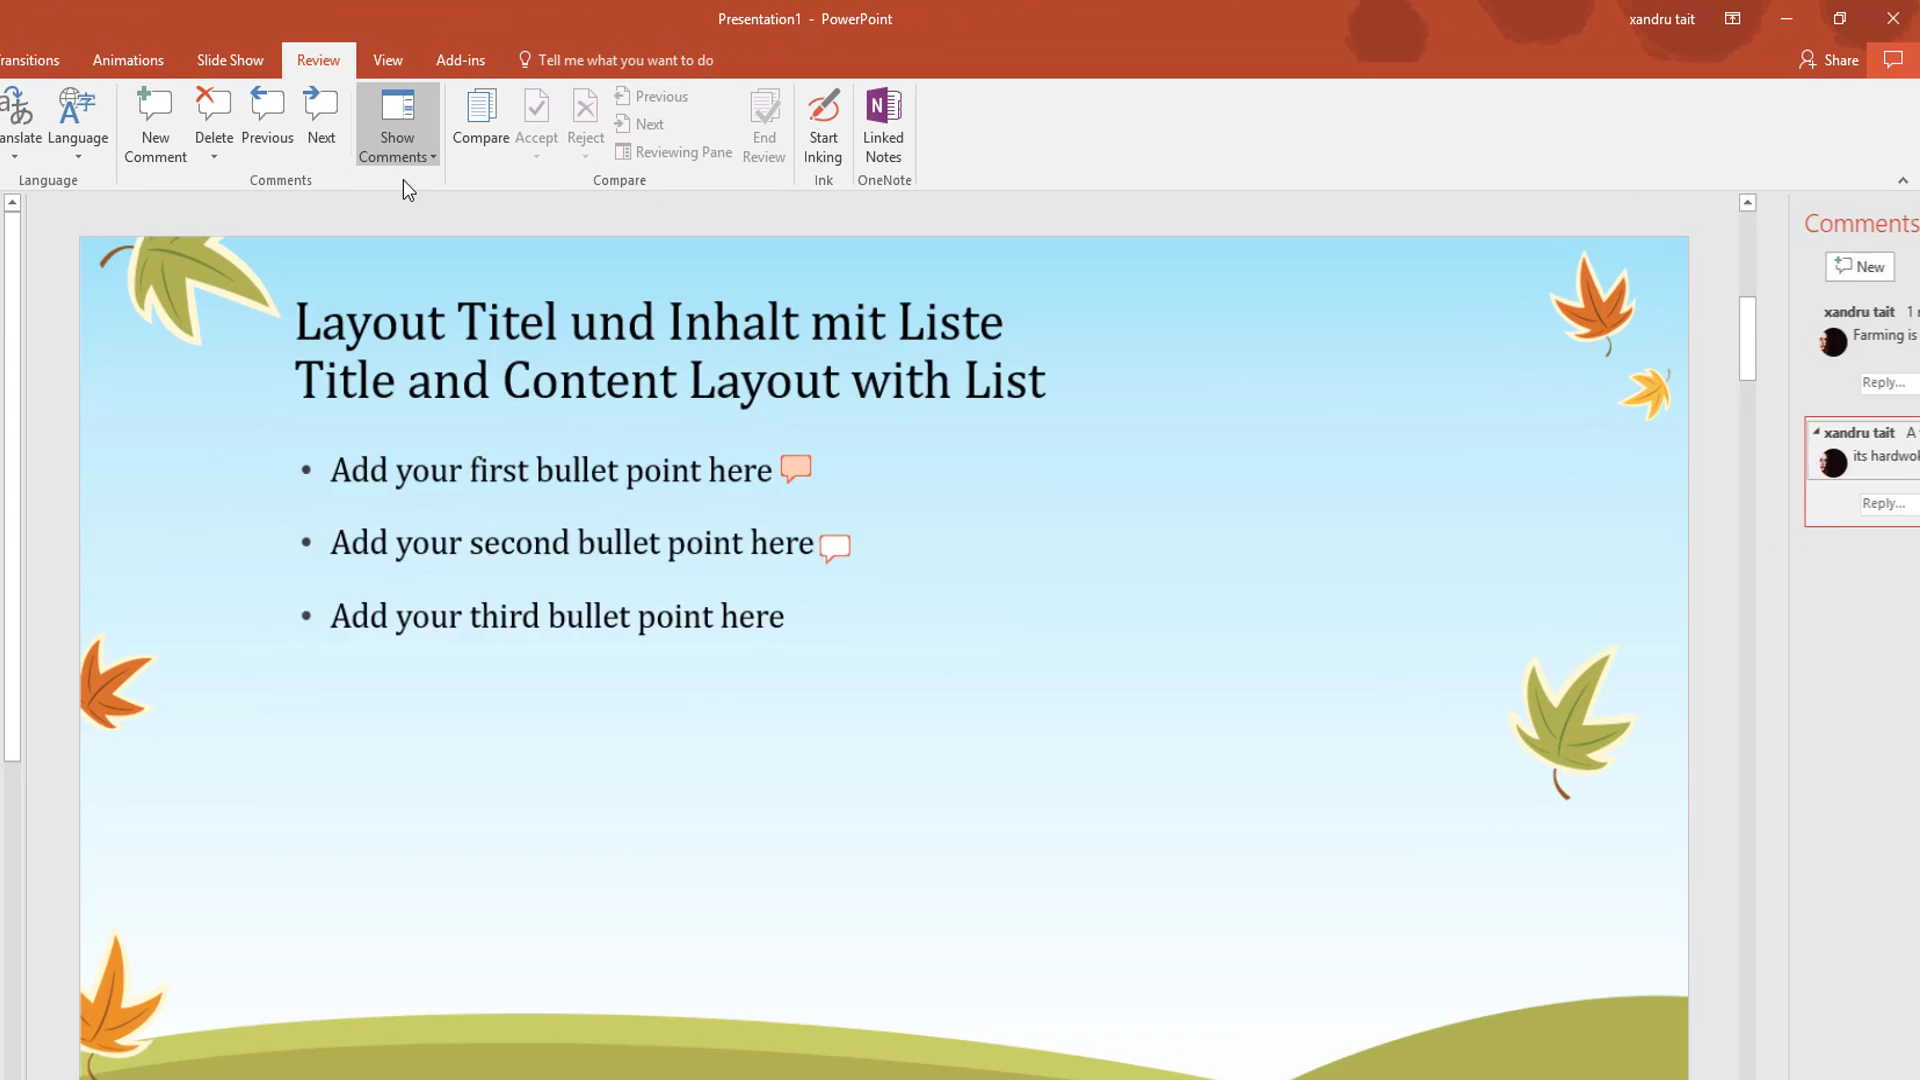 Presentation1 - PowerPoint
xandru tait
ransitions Animations Slide Show Review View Add-ins Tell me what you want to do
Share
anslate Language New Comment Delete Previous Next Show Comments Compare Accept Reject Previous Next Reviewing Pane End Review Start Inking Linked Notes
Language Comments Compare Ink OneNote
Comments
New
xandru tait 1
Farming is
Reply...
xandru tait A
its hardwo
Reply...
Layout Titel und Inhalt mit Liste
Title and Content Layout with List
• Add your first bullet point here
• Add your second bullet point here
• Add your third bullet point here